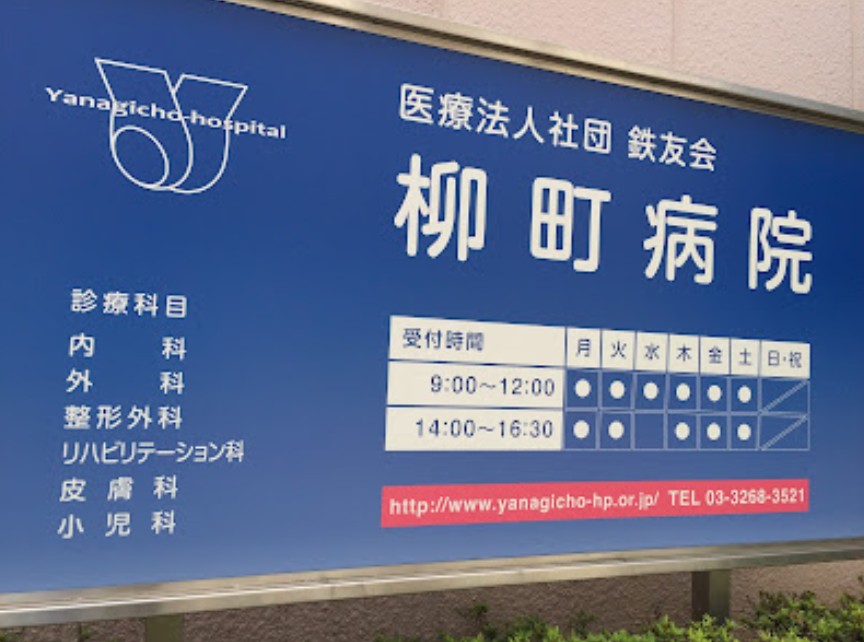 Yanagicho-hospital
医療法人社団 鉄友会
柳町病院
診療科目
内科
外科
整形外科
リハビリテーション科
皮膚科
小児科
受付時間 月 火 水 木 金 土 日・祝
9:00〜12:00 ● ● ● ● ● ●
14:00〜16:30 ● ● ● ● ●
http://www.yanagicho-hp.or.jp/ TEL 03-3268-3521